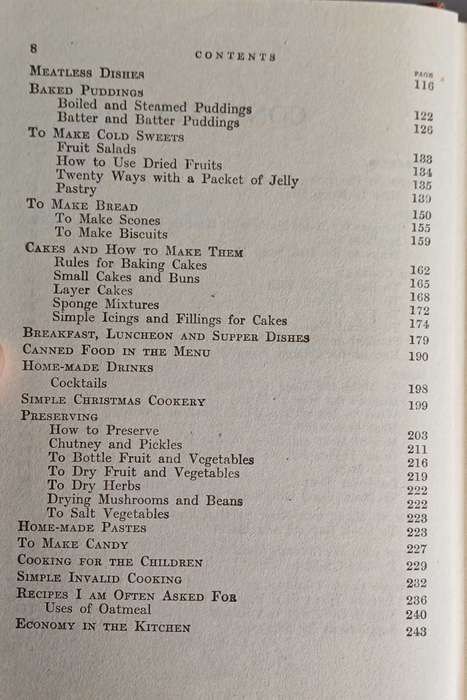 8 CONTENTS
PAGE
MEATLESS DISHES 116
BAKED PUDDINGS
Boiled and Steamed Puddings 122
Batter and Batter Puddings 126
TO MAKE COLD SWEETS
Fruit Salads 133
How to Use Dried Fruits 134
Twenty Ways with a Packet of Jelly 135
Pastry 139
TO MAKE BREAD 150
To Make Scones 155
To Make Biscuits 159
CAKES AND HOW TO MAKE THEM
Rules for Baking Cakes 162
Small Cakes and Buns 165
Layer Cakes 168
Sponge Mixtures 172
Simple Icings and Fillings for Cakes 174
BREAKFAST, LUNCHEON AND SUPPER DISHES 179
CANNED FOOD IN THE MENU 190
HOME-MADE DRINKS
Cocktails 198
SIMPLE CHRISTMAS COOKERY 199
PRESERVING
How to Preserve 203
Chutney and Pickles 211
To Bottle Fruit and Vegetables 216
To Dry Fruit and Vegetables 219
To Dry Herbs 222
Drying Mushrooms and Beans 222
To Salt Vegetables 223
HOME-MADE PASTES 223
TO MAKE CANDY 227
COOKING FOR THE CHILDREN 229
SIMPLE INVALID COOKING 232
RECIPES I AM OFTEN ASKED FOR 236
Uses of Oatmeal 240
ECONOMY IN THE KITCHEN 243